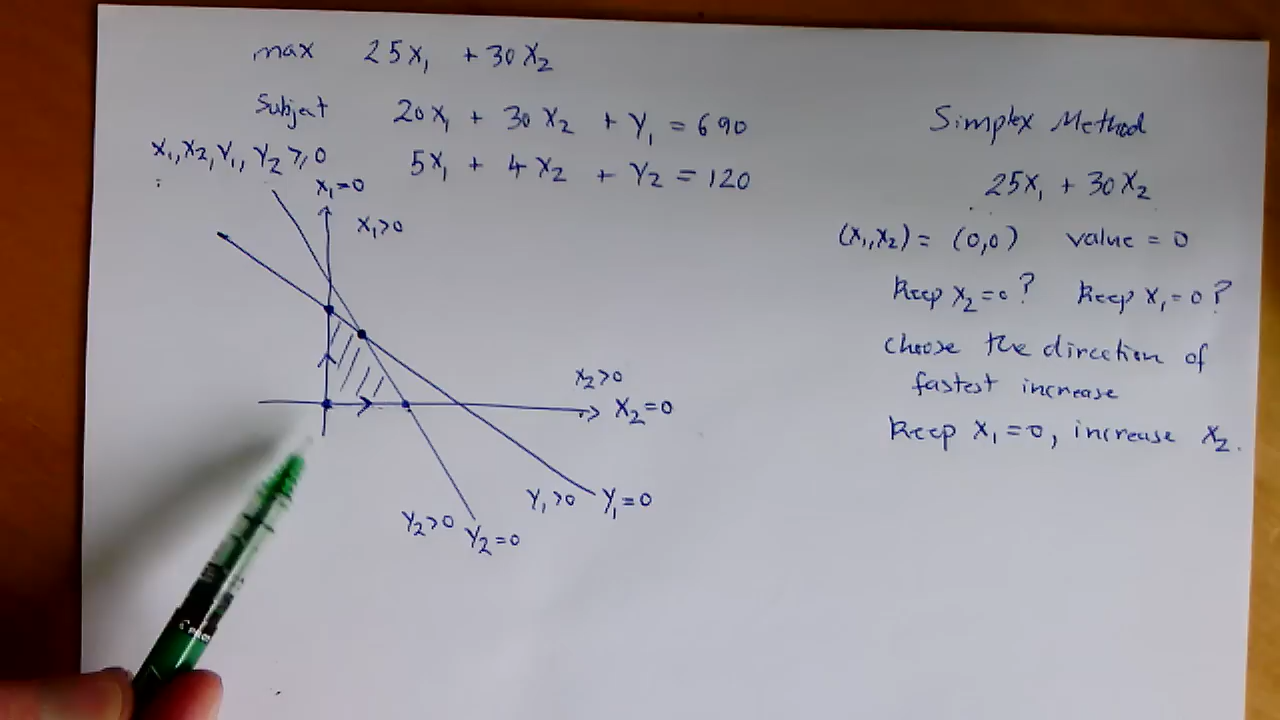 max 25x₁ + 30x₂
Subject 20x₁ + 30x₂ + y₁ = 690
x₁, x₂, y₁, y₂ ≥ 0 5x₁ + 4x₂ + y₂ = 120
x₁=0
x₁>0
x₂>0
x₂=0
y₁>0 y₁=0
y₂>0 y₂=0
Simplex Method
25x₁ + 30x₂
(x₁,x₂) = (0,0) value = 0
keep x₂=0? keep x₁=0?
choose the direction of
fastest increase
keep x₁=0, increase x₂.